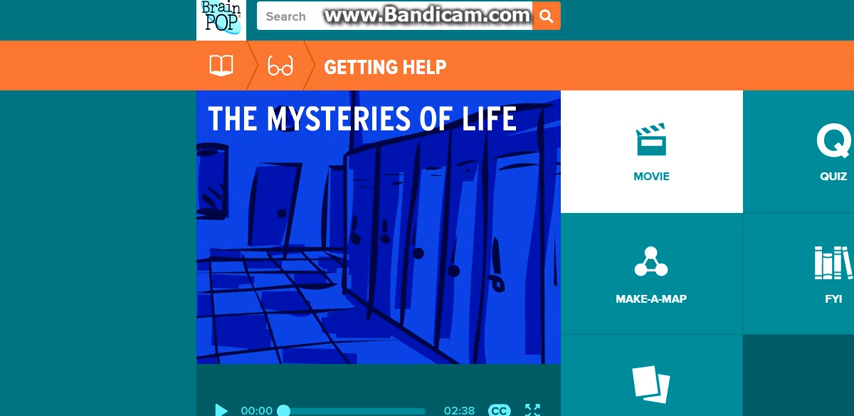 Brain
POP
Search
www.Bandicam.com
GETTING HELP
THE MYSTERIES OF LIFE
MOVIE
Q
QUIZ
MAKE-A-MAP
FYI
00:00
02:38
CC